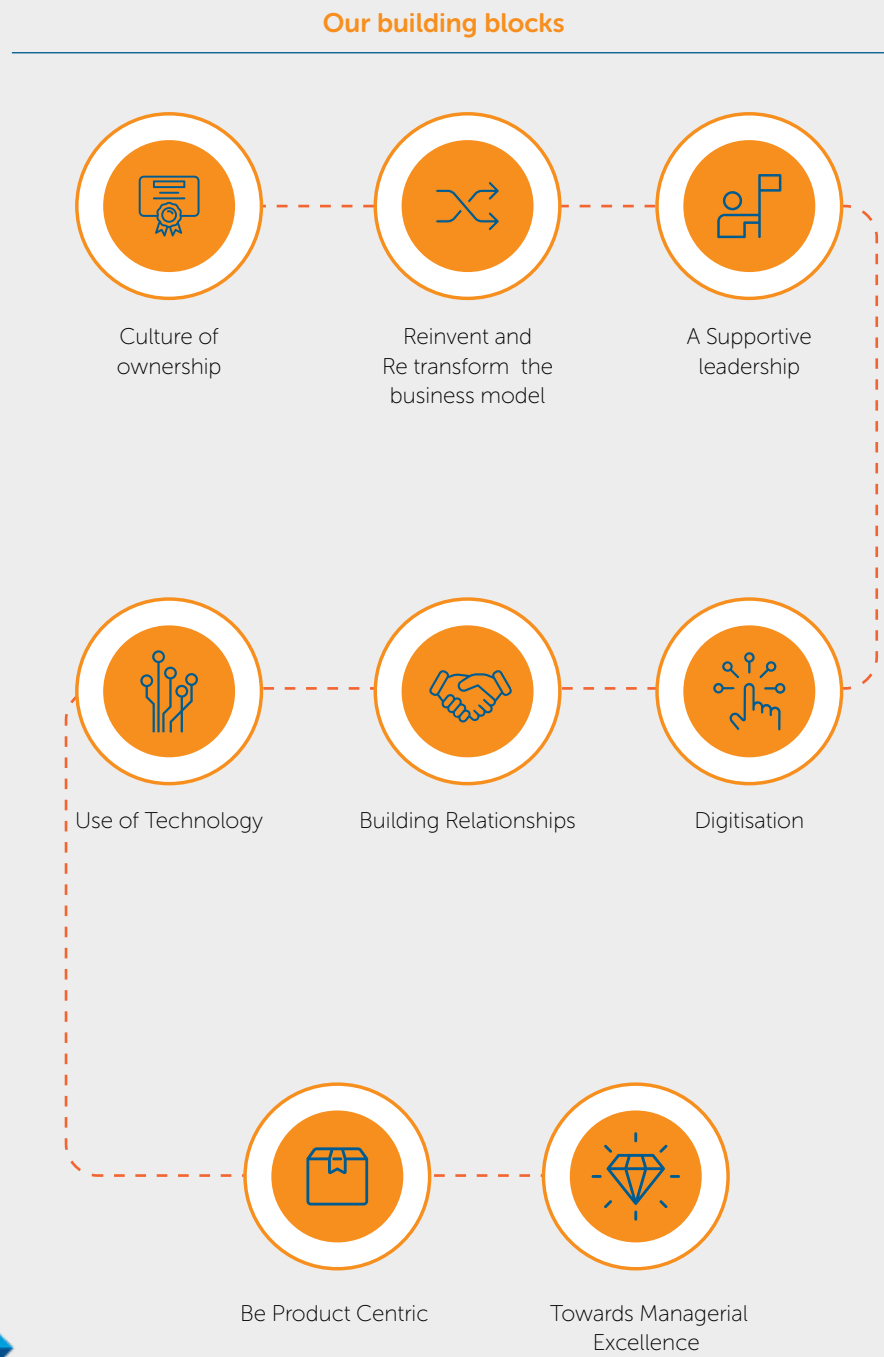 Our building blocks
Culture of
ownership
Reinvent and
Re transform the
business model
A Supportive
leadership
Use of Technology
Building Relationships
Digitisation
Be Product Centric
Towards Managerial
Excellence